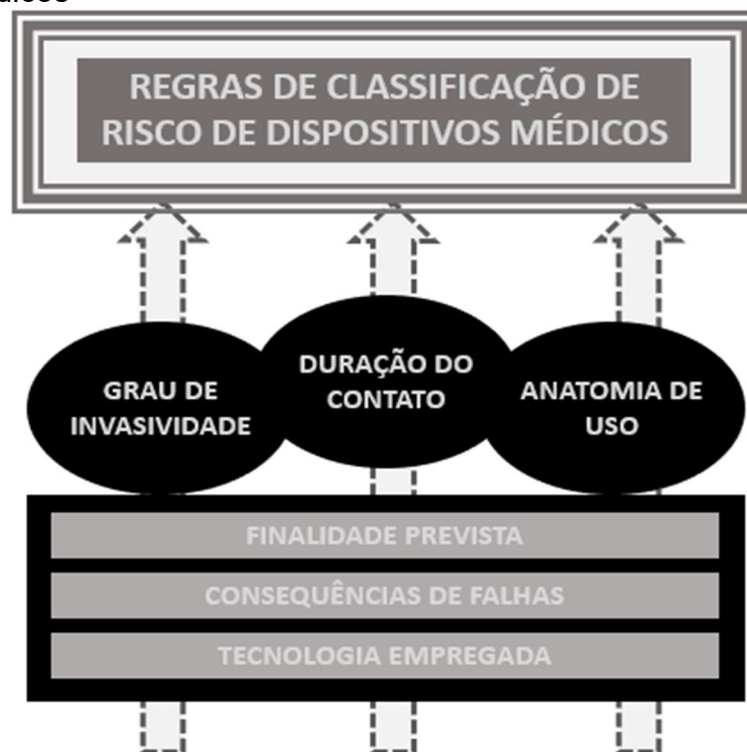 REGRAS DE CLASSIFICAÇÃO DE
RISCO DE DISPOSITIVOS MÉDICOS
GRAU DE
INVASIVIDADE
DURAÇÃO DO
CONTATO
ANATOMIA DE
USO
FINALIDADE PREVISTA
CONSEQUÊNCIAS DE FALHAS
TECNOLOGIA EMPREGADA